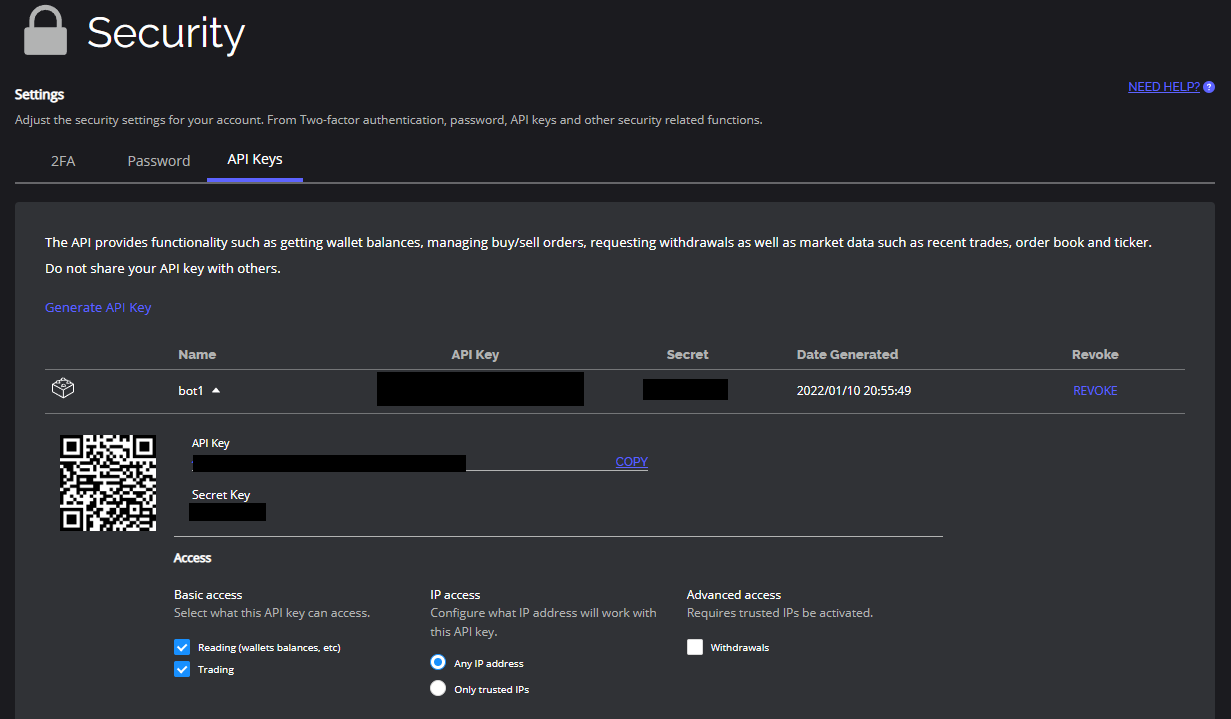 Security
Settings
NEED HELP? ?
Adjust the security settings for your account. From Two-factor authentication, password, API keys and other security related functions.
2FA Password API Keys
The API provides functionality such as getting wallet balances, managing buy/sell orders, requesting withdrawals as well as market data such as recent trades, order book and ticker.
Do not share your API key with others.
Generate API Key
Name API Key Secret Date Generated Revoke
bot1 2022/01/10 20:55:49 REVOKE
API Key
COPY
Secret Key
Access
Basic access IP access Advanced access
Select what this API key can access. Configure what IP address will work with Requires trusted IPs be activated.
this API key.
Reading (wallets balances, etc) Any IP address Withdrawals
Trading Only trusted IPs